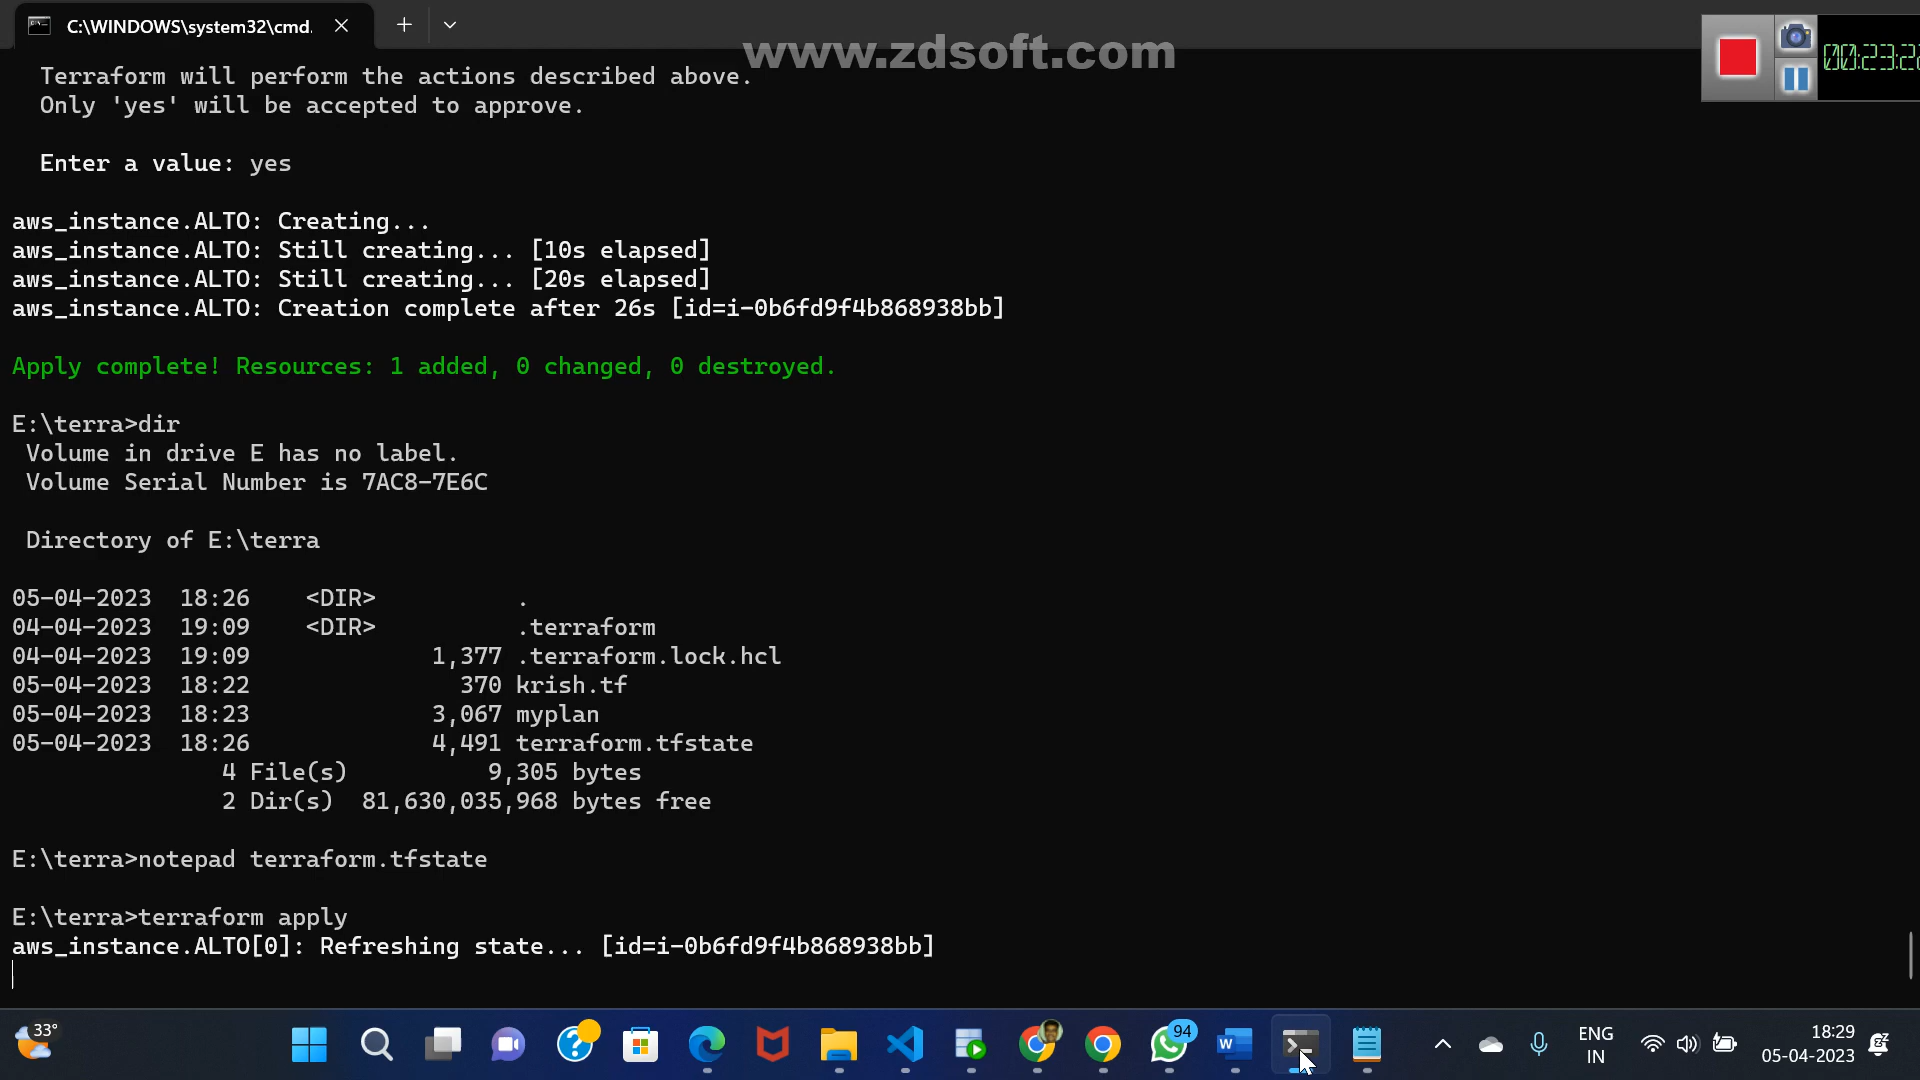 C:\WINDOWS\system32\cmd.
www.zdsoft.com
Terraform will perform the actions described above.
Only 'yes' will be accepted to approve.
Enter a value: yes
aws_instance.ALTO: Creating...
aws_instance.ALTO: Still creating... [10s elapsed]
aws_instance.ALTO: Still creating... [20s elapsed]
aws_instance.ALTO: Creation complete after 26s [id=i-0b6fd9f4b868938bb]
Apply complete! Resources: 1 added, 0 changed, 0 destroyed.
E:\terra>dir
Volume in drive E has no label.
Volume Serial Number is 7AC8-7E6C
Directory of E:\terra
05-04-2023 18:26 <DIR> .
04-04-2023 19:09 <DIR> .terraform
04-04-2023 19:09 1,377 .terraform.lock.hcl
05-04-2023 18:22 370 krish.tf
05-04-2023 18:23 3,067 myplan
05-04-2023 18:26 4,491 terraform.tfstate
4 File(s) 9,305 bytes
2 Dir(s) 81,630,035,968 bytes free
E:\terra>notepad terraform.tfstate
E:\terra>terraform apply
aws_instance.ALTO[0]: Refreshing state... [id=i-0b6fd9f4b868938bb]
33°
94
ENG
IN
18:29
05-04-2023